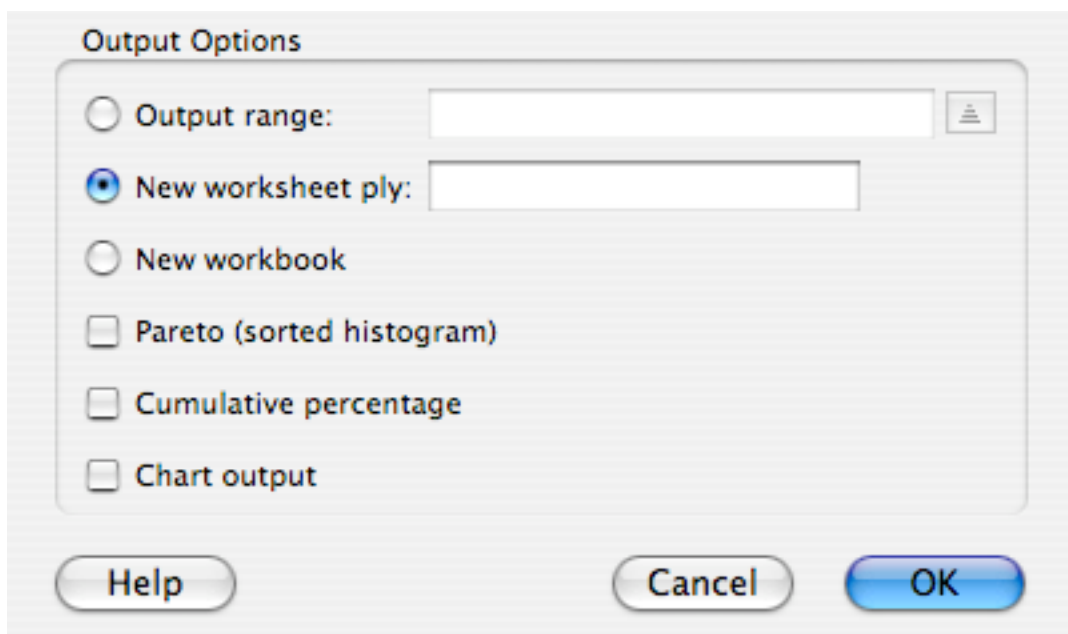 Output Options
Output range:
New worksheet ply:
New workbook
Pareto (sorted histogram)
Cumulative percentage
Chart output
Help Cancel OK